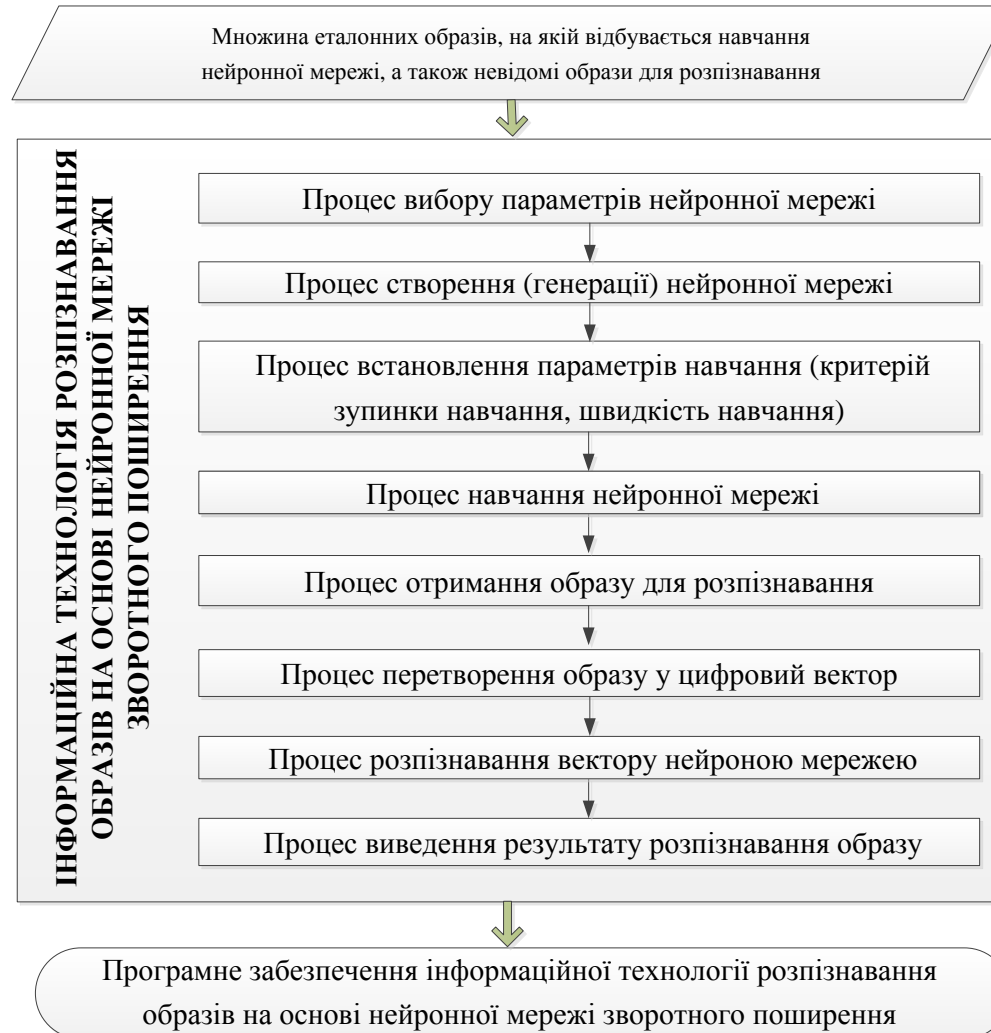 Множина еталонних образів, на якій відбувається навчання
нейронної мережі, а також невідомі образи для розпізнавання
ІНФОРМАЦІЙНА ТЕХНОЛОГІЯ РОЗПІЗНАВАННЯ
ОБРАЗІВ НА ОСНОВІ НЕЙРОННОЇ МЕРЕЖІ
ЗВОРОТНОГО ПОШИРЕННЯ
Процес вибору параметрів нейронної мережі
Процес створення (генерації) нейронної мережі
Процес встановлення параметрів навчання (критерій
зупинки навчання, швидкість навчання)
Процес навчання нейронної мережі
Процес отримання образу для розпізнавання
Процес перетворення образу у цифровий вектор
Процес розпізнавання вектору нейроною мережею
Процес виведення результату розпізнавання образу
Програмне забезпечення інформаційної технології розпізнавання
образів на основі нейронної мережі зворотного поширення